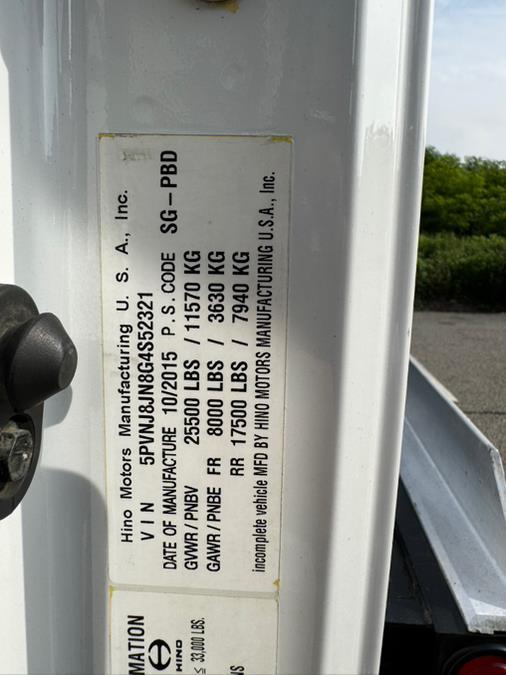 Hino Motors Manufacturing U. S. A., Inc.
VIN 5PVNJ8JN8G4S52321
DATE OF MANUFACTURE 10/2015 P.S.CODE SG-PBD
GVWR/PNBV 25500 LBS /11570 KG
GAWR/PNBE FR 8000 LBS / 3630 KG
RR 17500 LBS / 7940 KG
incomplete vehicle MFD BY HINO MOTORS MANUFACTURING U.S.A., Inc.
MATION
HINO
≤ 33,000 LBS.
NS